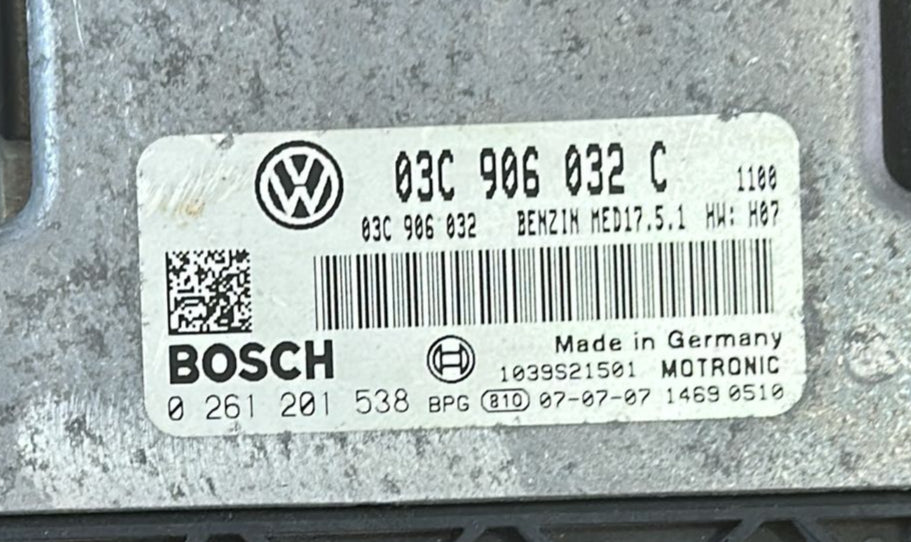 03C 906 032 C 1100
03C 906 032 BENZIN MED17.5.1 HW: H07
Made in Germany
BOSCH 1039S21501 MOTRONIC
0 261 201 538 BPG 810 07-07-07 1469 0510